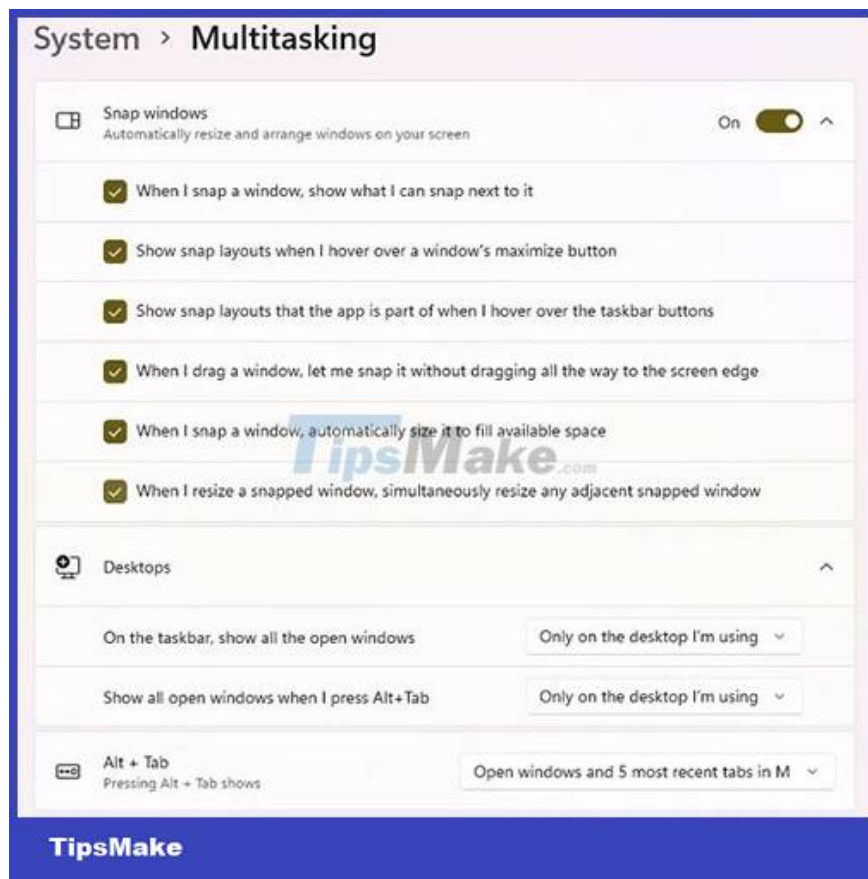 System > Multitasking
Snap windows
Automatically resize and arrange windows on your screen
On
When I snap a window, show what I can snap next to it
Show snap layouts when I hover over a window's maximize button
Show snap layouts that the app is part of when I hover over the taskbar buttons
When I drag a window, let me snap it without dragging all the way to the screen edge
When I snap a window, automatically size it to fill available space
TipsMake.com
When I resize a snapped window, simultaneously resize any adjacent snapped window
Desktops
On the taskbar, show all the open windows
Only on the desktop I'm using
Show all open windows when I press Alt+Tab
Only on the desktop I'm using
Alt + Tab
Pressing Alt + Tab shows
Open windows and 5 most recent tabs in M
TipsMake